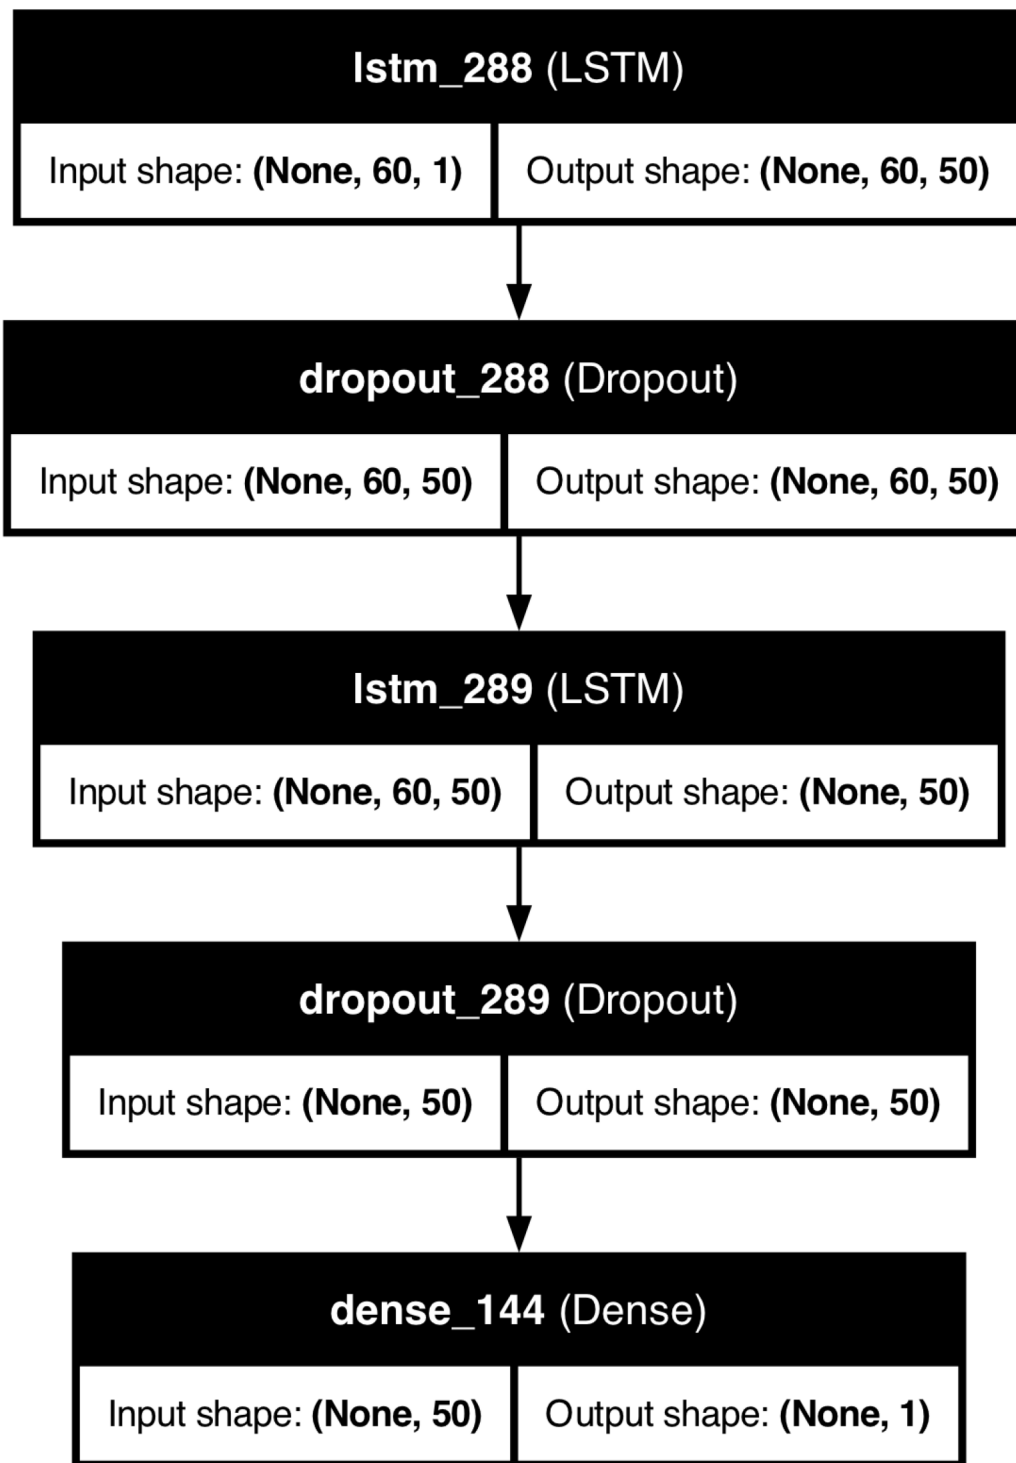 lstm_288 (LSTM)
Input shape: (None, 60, 1) Output shape: (None, 60, 50)
dropout_288 (Dropout)
Input shape: (None, 60, 50) Output shape: (None, 60, 50)
lstm_289 (LSTM)
Input shape: (None, 60, 50) Output shape: (None, 50)
dropout_289 (Dropout)
Input shape: (None, 50) Output shape: (None, 50)
dense_144 (Dense)
Input shape: (None, 50) Output shape: (None, 1)